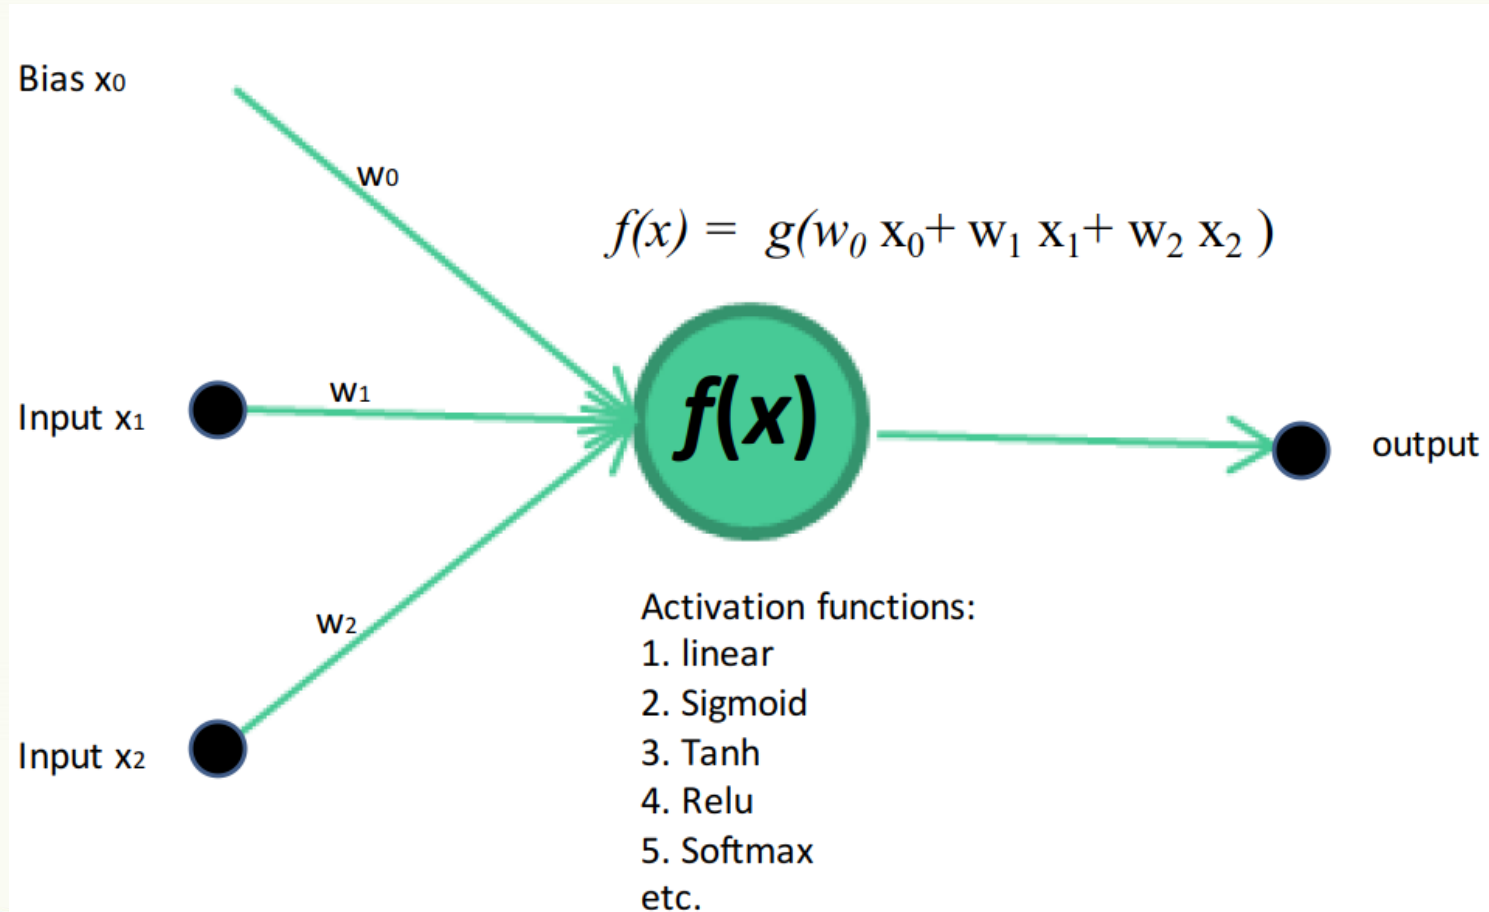 Bias x0
w0
f(x) = g(w0 x0+ w1 x1+ w2 x2 )
w1
Input x1
f(x)
output
w2
Input x2
Activation functions:
1. linear
2. Sigmoid
3. Tanh
4. Relu
5. Softmax
etc.